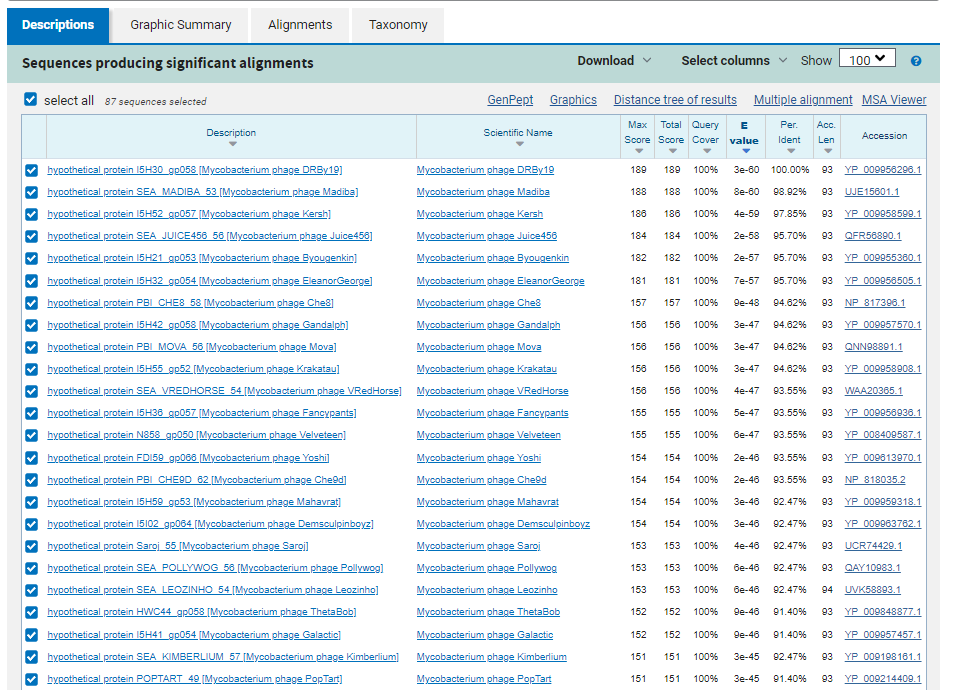 Descriptions Graphic Summary Alignments Taxonomy
Sequences producing significant alignments Download Select columns Show 100
select all 87 sequences selected GenPept Graphics Distance tree of results Multiple alignment MSA Viewer
Description Scientific Name Max Score Total Score Query Cover E value Per. Ident Acc. Len Accession
hypothetical protein I5H30_gp058 [Mycobacterium phage DRBy19] Mycobacterium phage DRBy19 189 189 100% 3e-60 100.00% 93 YP_009956296.1
hypothetical protein SEA_MADIBA_53 [Mycobacterium phage Madiba] Mycobacterium phage Madiba 188 188 100% 8e-60 98.92% 93 UJE15601.1
hypothetical protein I5H52_gp057 [Mycobacterium phage Kersh] Mycobacterium phage Kersh 186 186 100% 4e-59 97.85% 93 YP_009958599.1
hypothetical protein SEA_JUICE456_56 [Mycobacterium phage Juice456] Mycobacterium phage Juice456 184 184 100% 2e-58 95.70% 93 QFR56890.1
hypothetical protein I5H21_gp053 [Mycobacterium phage Byougenkin] Mycobacterium phage Byougenkin 182 182 100% 2e-57 95.70% 93 YP_009955360.1
hypothetical protein I5H32_gp054 [Mycobacterium phage EleanorGeorge] Mycobacterium phage EleanorGeorge 181 181 100% 7e-57 95.70% 93 YP_009956505.1
hypothetical protein PBI_CHE8_58 [Mycobacterium phage Che8] Mycobacterium phage Che8 157 157 100% 9e-48 94.62% 93 NP_817396.1
hypothetical protein I5H42_gp058 [Mycobacterium phage Gandalph] Mycobacterium phage Gandalph 156 156 100% 3e-47 94.62% 93 YP_009957570.1
hypothetical protein PBI_MOVA_56 [Mycobacterium phage Mova] Mycobacterium phage Mova 156 156 100% 3e-47 94.62% 93 QNN98891.1
hypothetical protein I5H55_gp52 [Mycobacterium phage Krakatau] Mycobacterium phage Krakatau 156 156 100% 3e-47 94.62% 93 YP_009958908.1
hypothetical protein SEA_VREDHORSE_54 [Mycobacterium phage VRedHorse] Mycobacterium phage VRedHorse 156 156 100% 4e-47 93.55% 93 WAA20365.1
hypothetical protein I5H36_gp057 [Mycobacterium phage Fancypants] Mycobacterium phage Fancypants 155 155 100% 5e-47 93.55% 93 YP_009956936.1
hypothetical protein N858_gp050 [Mycobacterium phage Velveteen] Mycobacterium phage Velveteen 155 155 100% 6e-47 93.55% 93 YP_008409587.1
hypothetical protein FDI59_gp066 [Mycobacterium phage Yoshi] Mycobacterium phage Yoshi 154 154 100% 2e-46 93.55% 93 YP_009613970.1
hypothetical protein PBI_CHE9D_62 [Mycobacterium phage Che9d] Mycobacterium phage Che9d 154 154 100% 2e-46 93.55% 93 NP_818035.2
hypothetical protein I5H59_gp53 [Mycobacterium phage Mahavrat] Mycobacterium phage Mahavrat 154 154 100% 3e-46 92.47% 93 YP_009959318.1
hypothetical protein I5I02_gp064 [Mycobacterium phage Demsculpinboyz] Mycobacterium phage Demsculpinboyz 154 154 100% 3e-46 92.47% 93 YP_009963762.1
hypothetical protein Saroj_55 [Mycobacterium phage Saroj] Mycobacterium phage Saroj 153 153 100% 4e-46 92.47% 93 UCR74429.1
hypothetical protein SEA_POLLYWOG_56 [Mycobacterium phage Pollywog] Mycobacterium phage Pollywog 153 153 100% 6e-46 92.47% 93 QAY10983.1
hypothetical protein SEA_LEOZINHO_54 [Mycobacterium phage Leozinho] Mycobacterium phage Leozinho 153 153 100% 6e-46 92.47% 94 UVK58893.1
hypothetical protein HWC44_gp058 [Mycobacterium phage ThetaBob] Mycobacterium phage ThetaBob 152 152 100% 9e-46 91.40% 93 YP_009848877.1
hypothetical protein I5H41_gp054 [Mycobacterium phage Galactic] Mycobacterium phage Galactic 152 152 100% 9e-46 91.40% 93 YP_009957457.1
hypothetical protein SEA_KIMBERLIUM_57 [Mycobacterium phage Kimberlium] Mycobacterium phage Kimberlium 151 151 100% 3e-45 92.47% 93 YP_009198161.1
hypothetical protein POPTART_49 [Mycobacterium phage PopTart] Mycobacterium phage PopTart 151 151 100% 3e-45 91.40% 93 YP_009214409.1